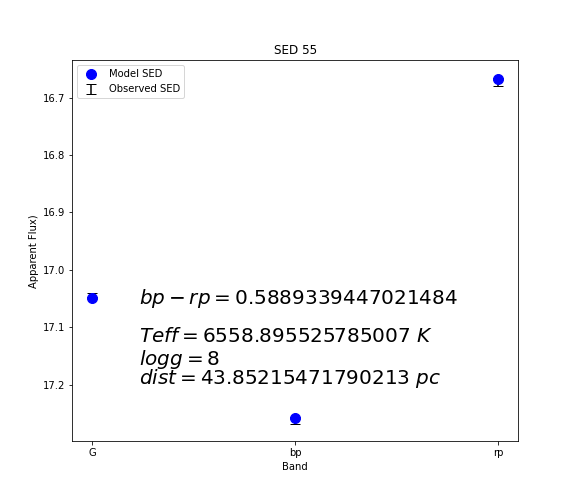 SED 55
Model SED
Observed SED
16.7
16.8
16.9
17.0
17.1
17.2
Apparent Flux)
bp − rp = 0.5889339447021484
Teff = 6558.895525785007 K
logg = 8
dist = 43.85215471790213 pc
G
bp
rp
Band